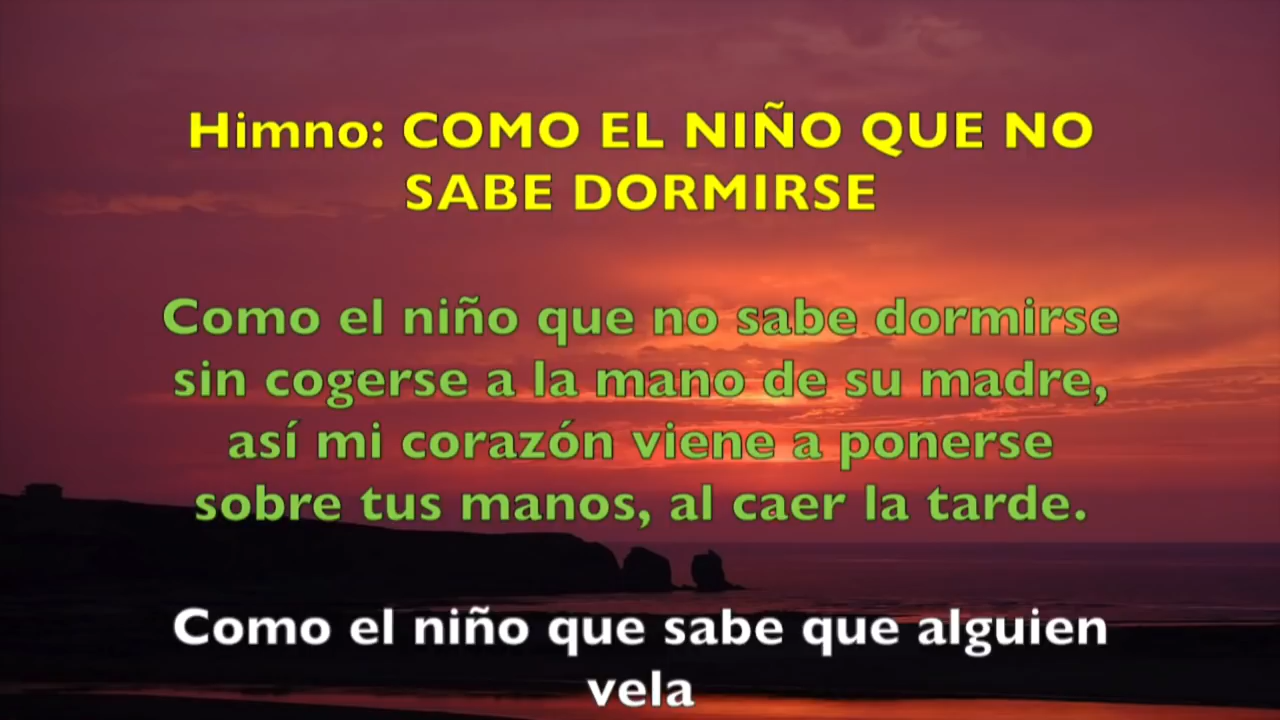 Himno: COMO EL NIÑO QUE NO
SABE DORMIRSE
Como el niño que no sabe dormirse
sin cogerse a la mano de su madre,
así mi corazón viene a ponerse
sobre tus manos, al caer la tarde.
Como el niño que sabe que alguien
vela